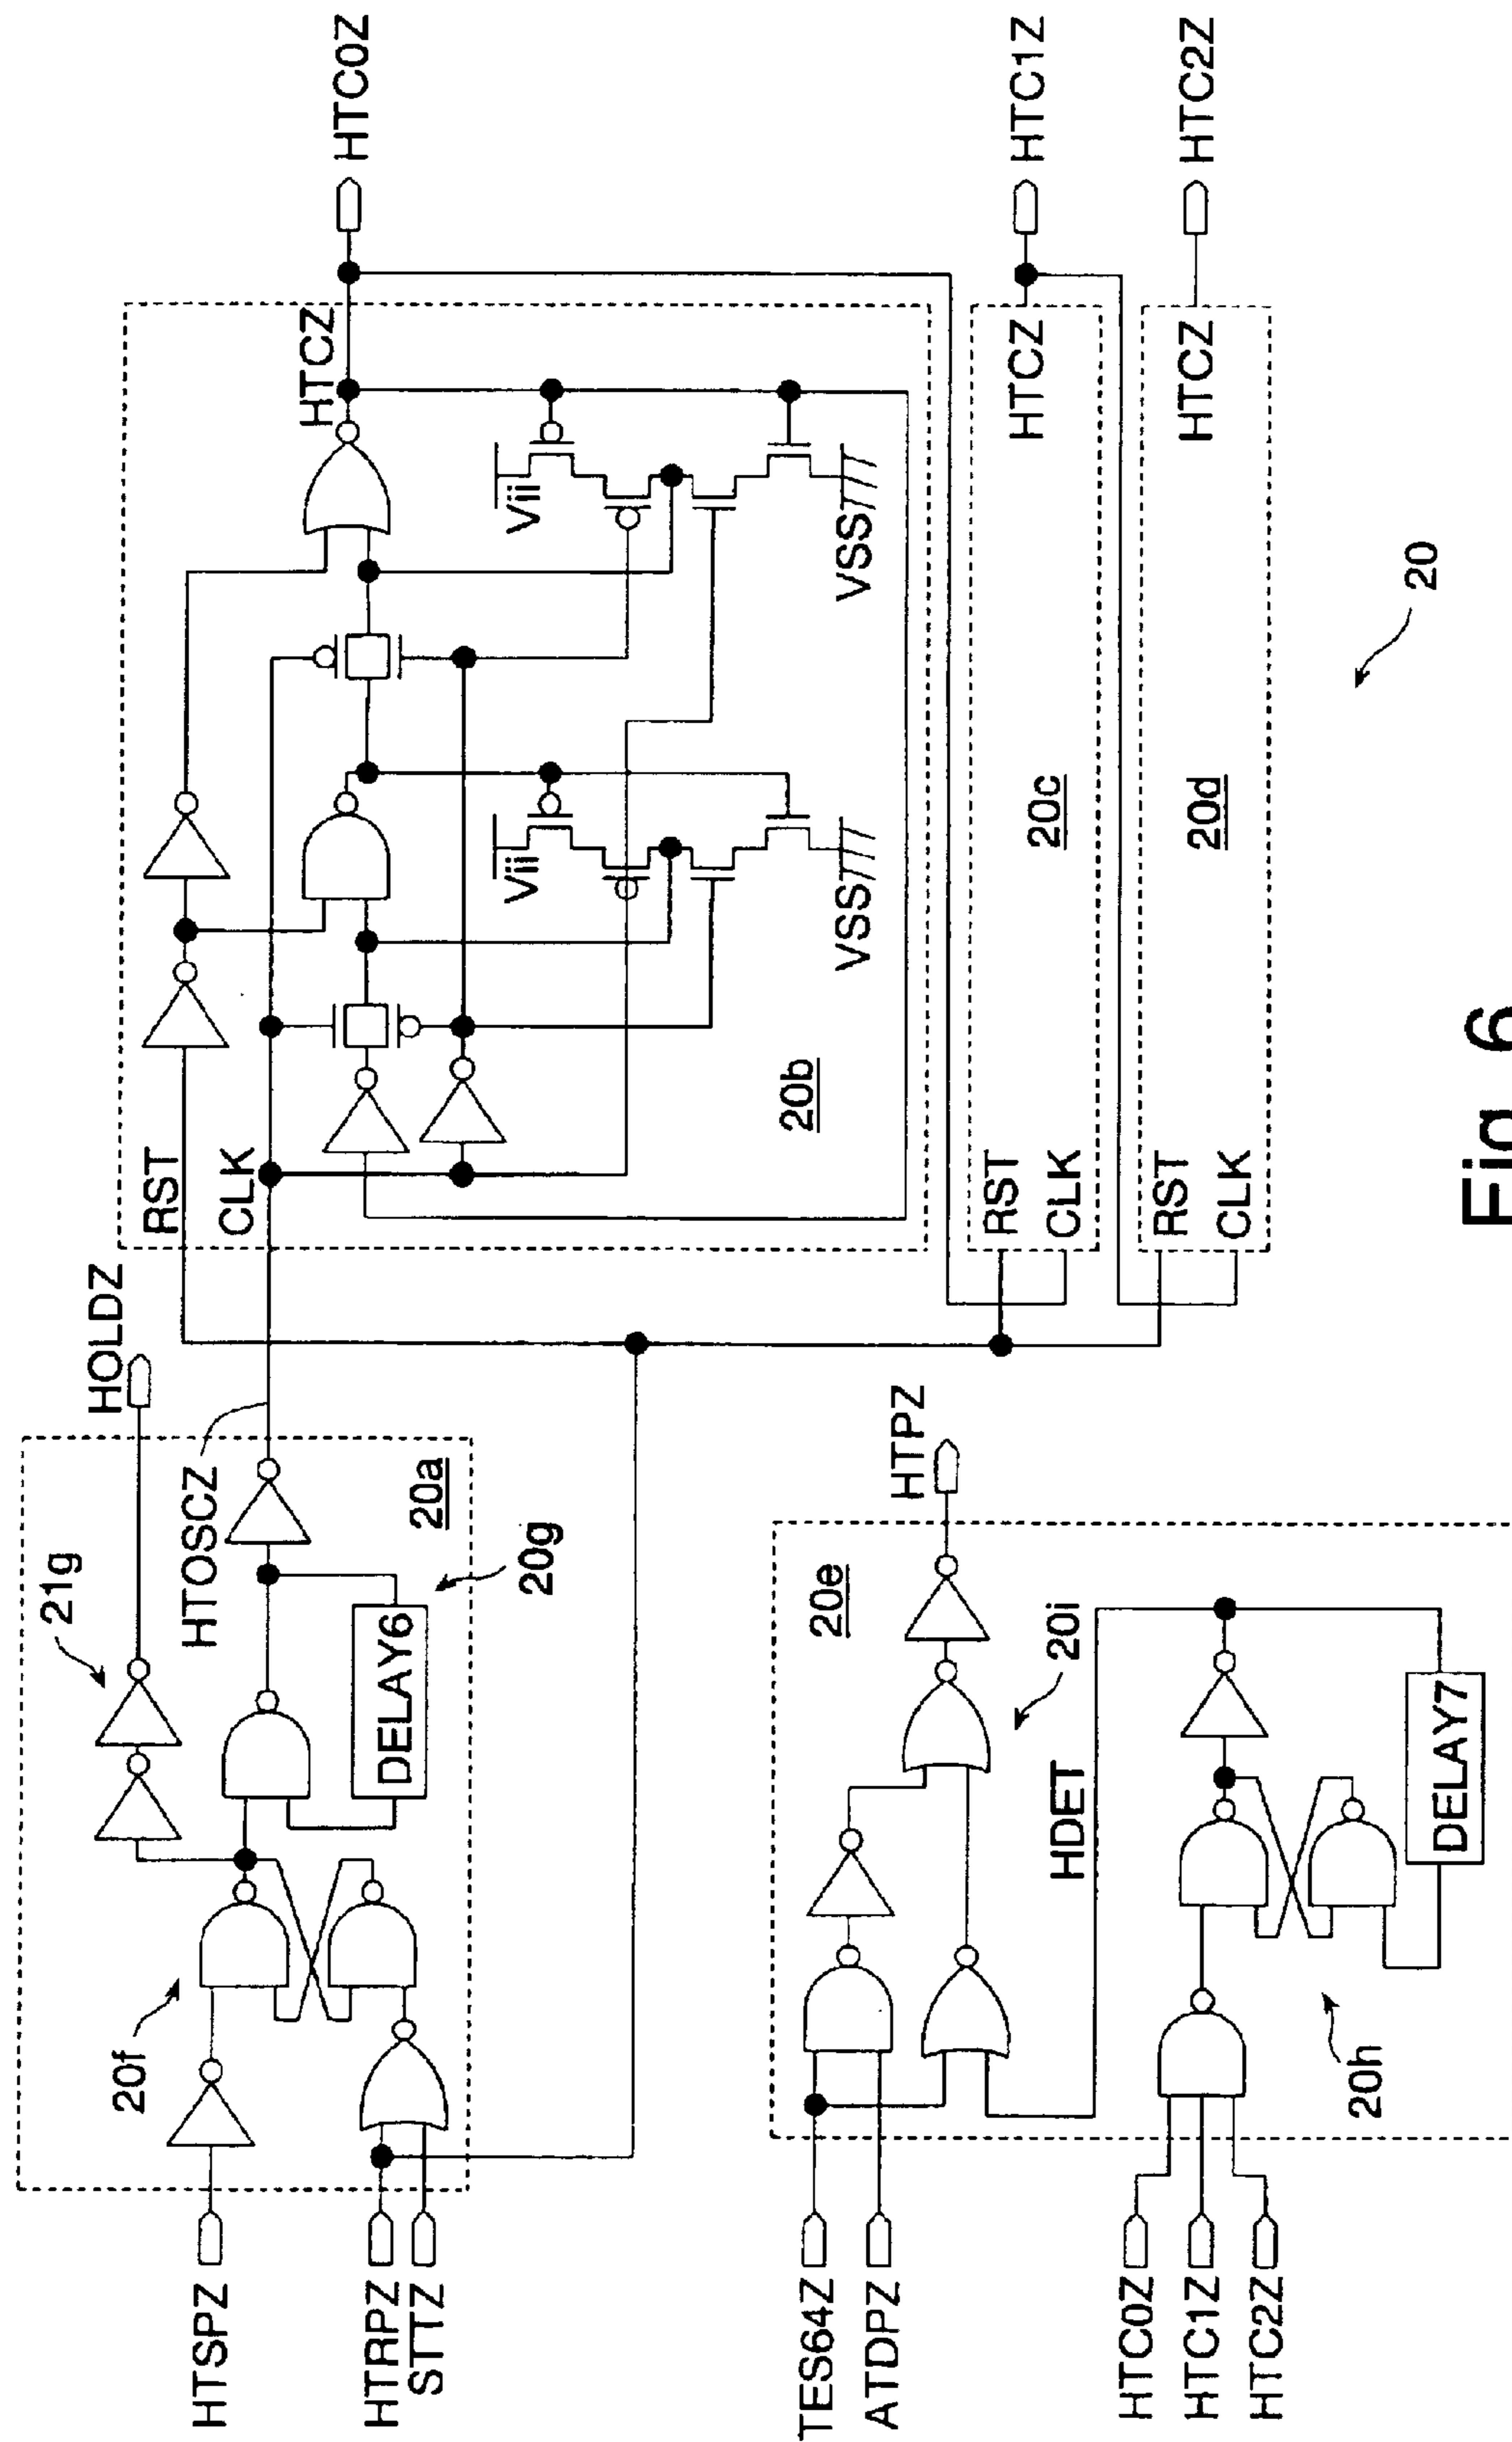 HTSPZ
HTRPZ
STTZ
20f
21g
HOLDZ
HTOSCZ
DELAY6
20g
20a
RST
CLK
20b
Vii
VSS
Vii
VSS
HTCZ
HTC0Z
RST
CLK
20c
HTCZ
HTC1Z
RST
CLK
20d
HTCZ
HTC2Z
TES64Z
ATDPZ
20e
20i
HTPZ
HDET
HTC0Z
HTC1Z
HTC2Z
20h
DELAY7
20
Fig. 6